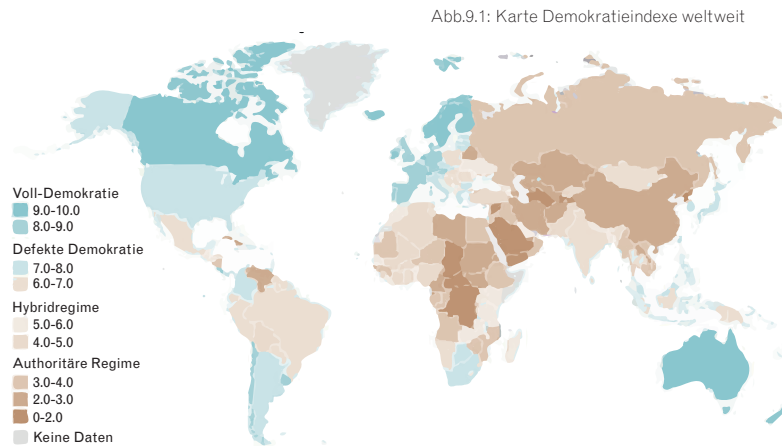 Abb.9.1: Karte Demokratieindexe weltweit
Voll-Demokratie
9.0-10.0
8.0-9.0
Defekte Demokratie
7.0-8.0
6.0-7.0
Hybridregime
5.0-6.0
4.0-5.0
Authoritäre Regime
3.0-4.0
2.0-3.0
0-2.0
Keine Daten